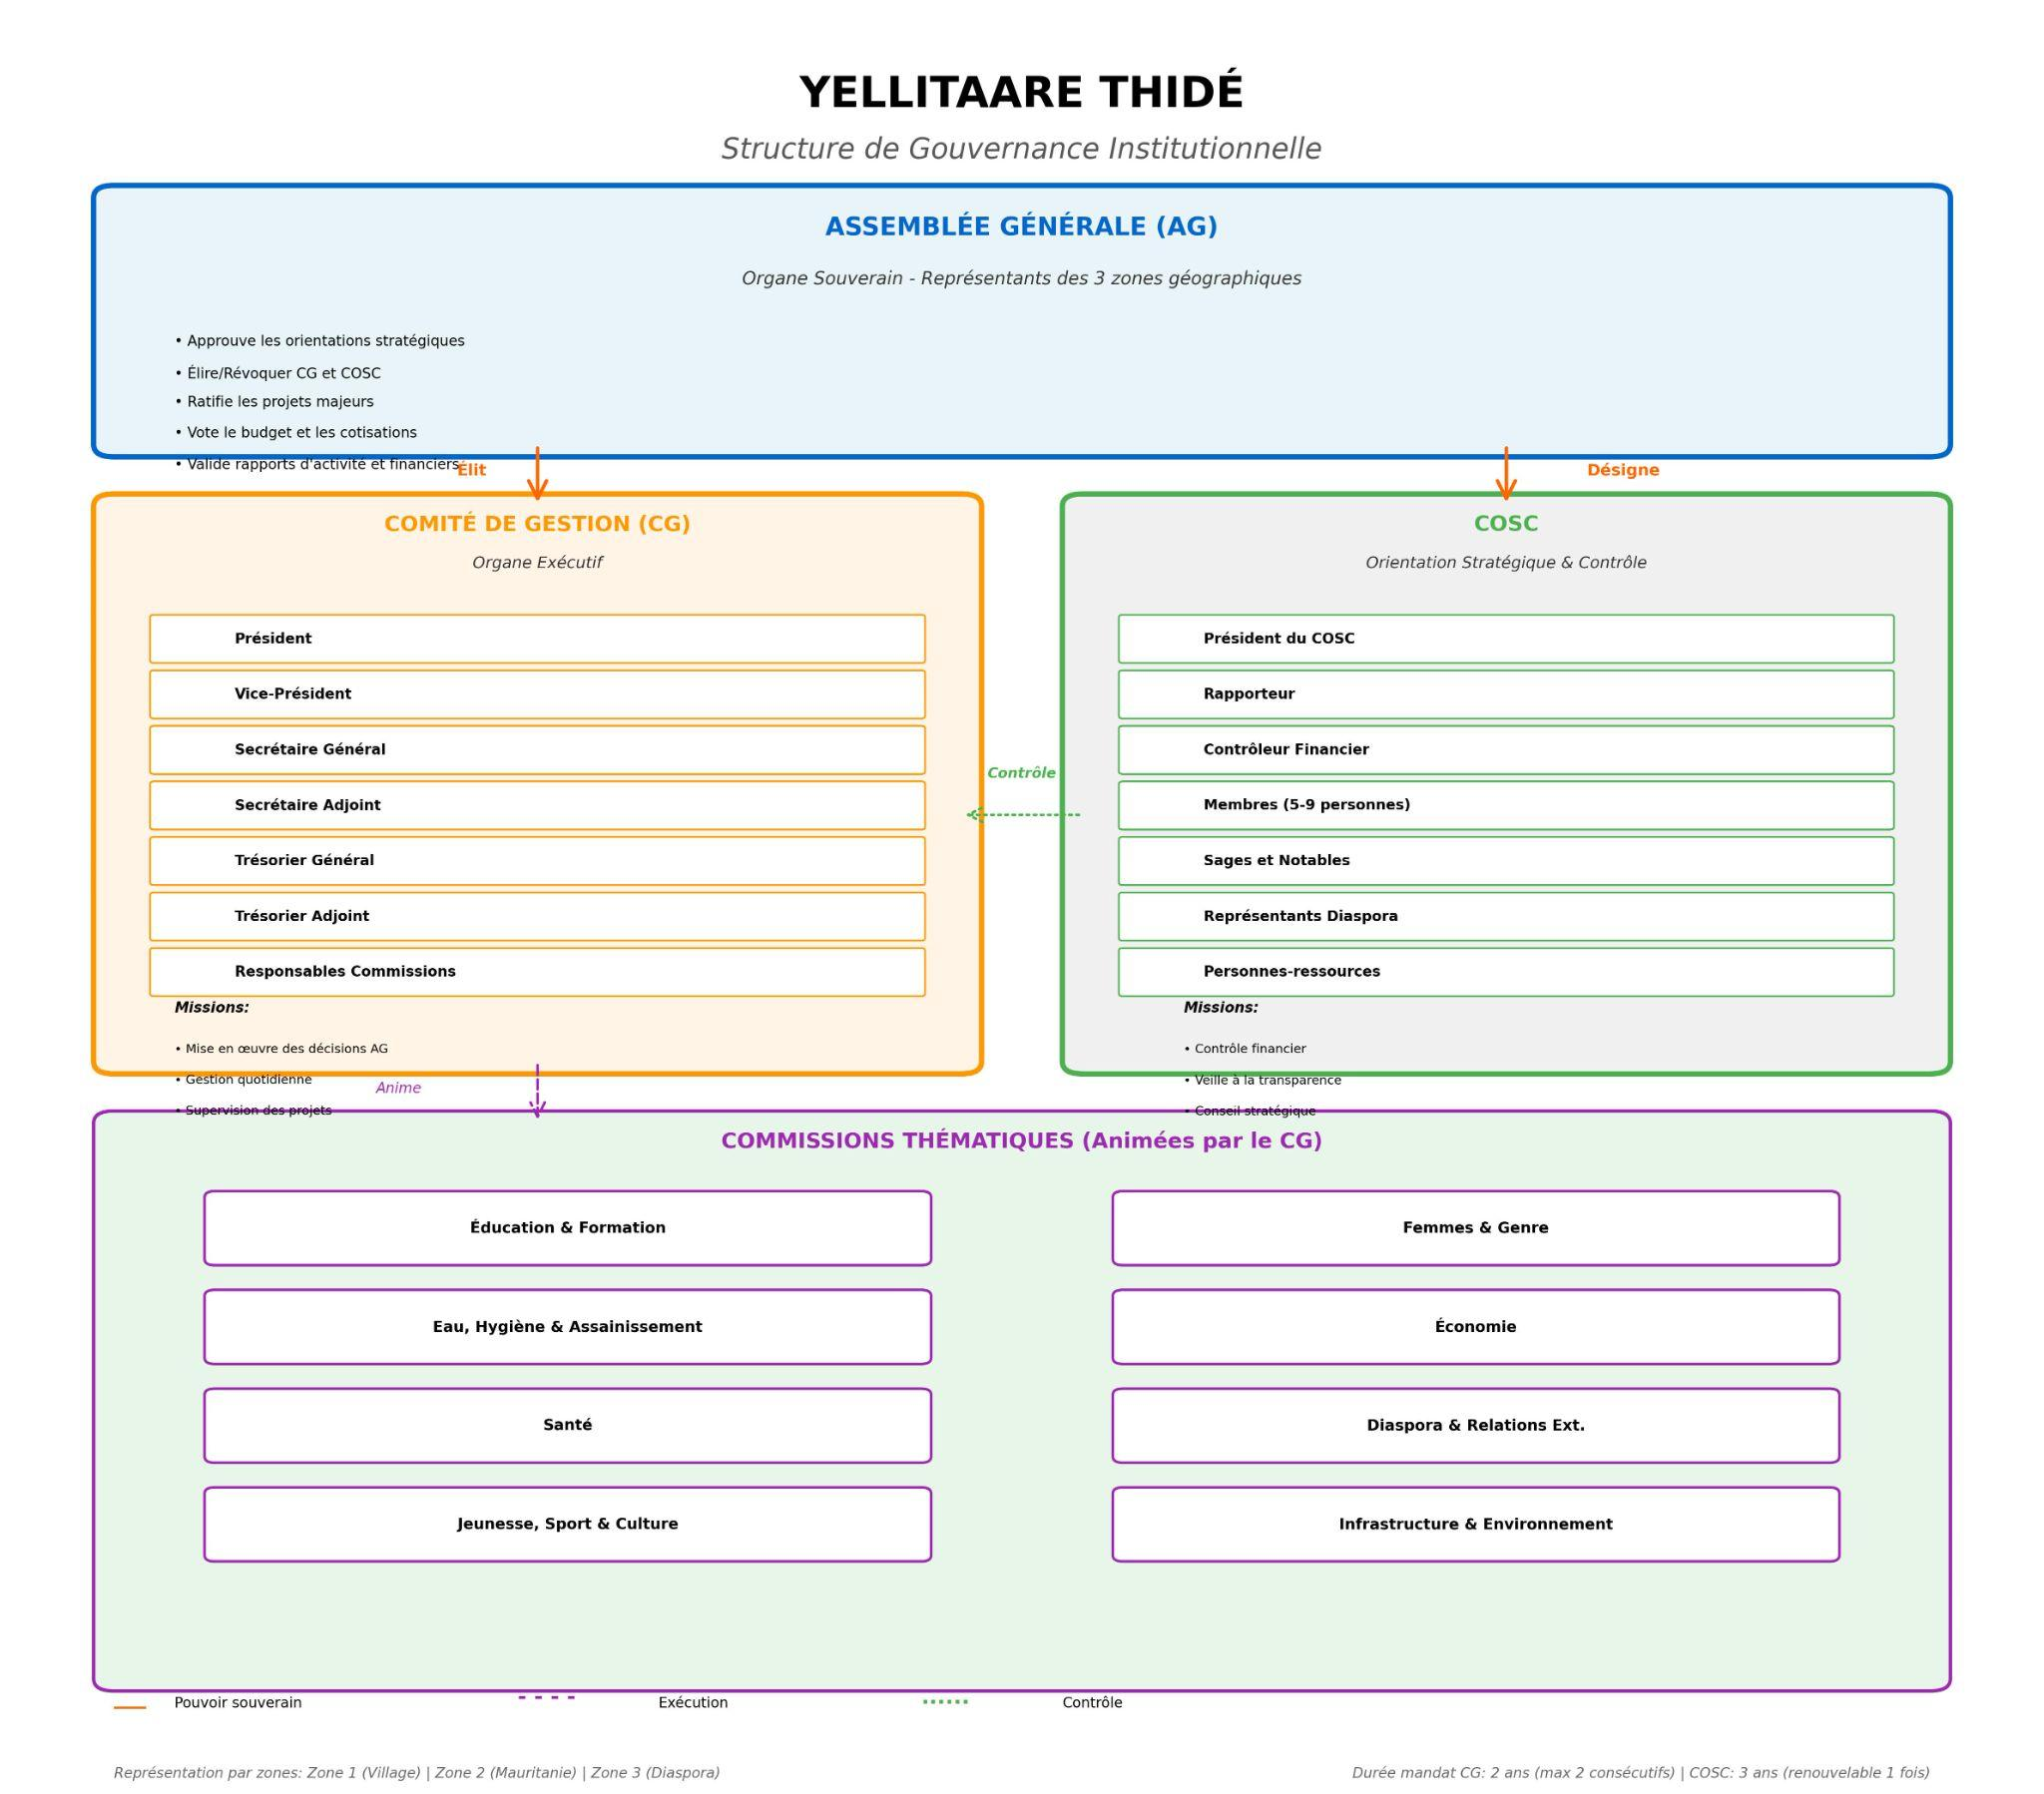 YELLITAARE THIDÉ
Structure de Gouvernance Institutionnelle
ASSEMBLÉE GÉNÉRALE (AG)
Organe Souverain - Représentants des 3 zones géographiques
• Approuve les orientations stratégiques
• Élire/Révoquer CG et COSC
• Ratifie les projets majeurs
• Vote le budget et les cotisations
• Valide rapports d'activité et financiers
Élit
Désigne
COMITÉ DE GESTION (CG)
Organe Exécutif
Président
Vice-Président
Secrétaire Général
Secrétaire Adjoint
Trésorier Général
Trésorier Adjoint
Responsables Commissions
Missions:
• Mise en œuvre des décisions AG
• Gestion quotidienne
• Supervision des projets
Contrôle
COSC
Orientation Stratégique & Contrôle
Président du COSC
Rapporteur
Contrôleur Financier
Membres (5-9 personnes)
Sages et Notables
Représentants Diaspora
Personnes-ressources
Missions:
• Contrôle financier
• Veille à la transparence
• Conseil stratégique
Anime
COMMISSIONS THÉMATIQUES (Animées par le CG)
Éducation & Formation
Femmes & Genre
Eau, Hygiène & Assainissement
Économie
Santé
Diaspora & Relations Ext.
Jeunesse, Sport & Culture
Infrastructure & Environnement
Pouvoir souverain
Exécution
Contrôle
Représentation par zones: Zone 1 (Village) | Zone 2 (Mauritanie) | Zone 3 (Diaspora)
Durée mandat CG: 2 ans (max 2 consécutifs) | COSC: 3 ans (renouvelable 1 fois)